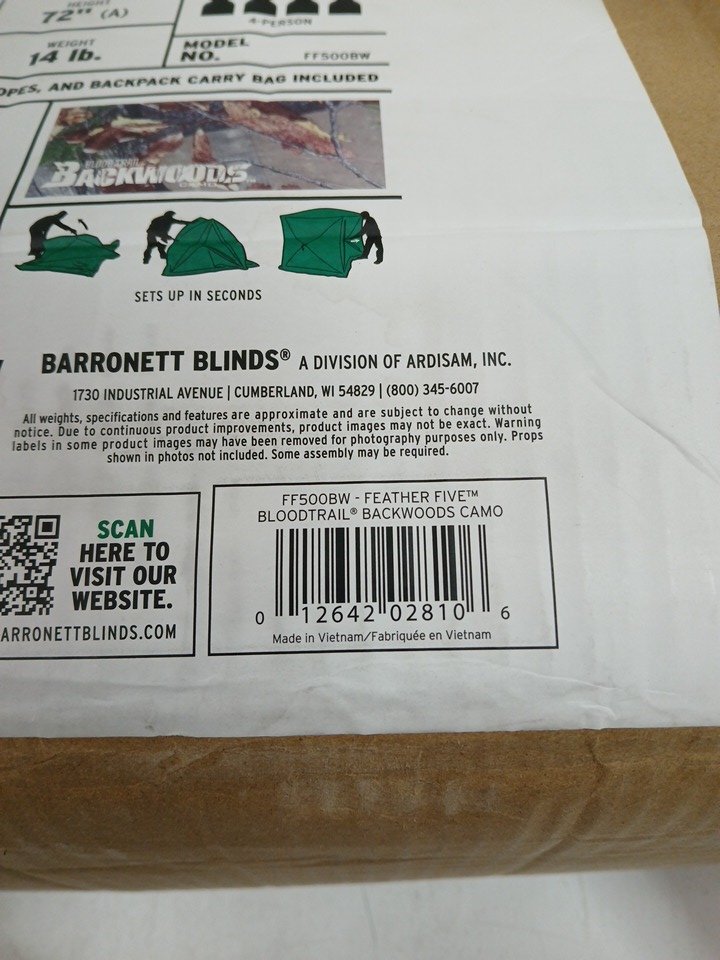 HEIGHT
72" (A)
4-PERSON
WEIGHT
14 lb.
MODEL
NO.
FF500BW
OPES, AND BACKPACK CARRY BAG INCLUDED
BLOODTRAIL
BACKWOODS
CAMO
SETS UP IN SECONDS
BARRONETT BLINDS® A DIVISION OF ARDISAM, INC.
1730 INDUSTRIAL AVENUE | CUMBERLAND, WI 54829 | (800) 345-6007
All weights, specifications and features are approximate and are subject to change without
notice. Due to continuous product improvements, product images may not be exact. Warning
labels in some product images may have been removed for photography purposes only. Props
shown in photos not included. Some assembly may be required.
SCAN
HERE TO
VISIT OUR
WEBSITE.
ARRONETTBLINDS.COM
FF500BW - FEATHER FIVE™
BLOODTRAIL® BACKWOODS CAMO
0 12642 02810 6
Made in Vietnam/Fabriquée en Vietnam